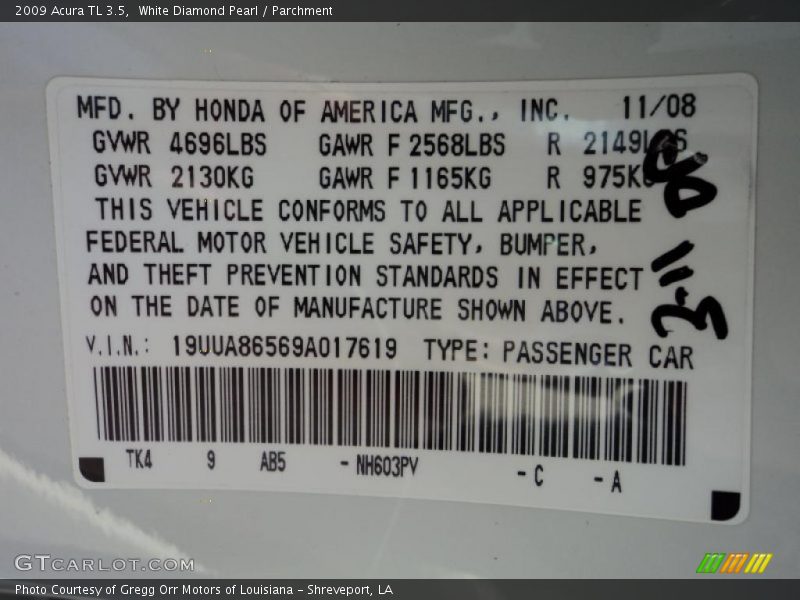 2009 Acura TL 3.5,  White Diamond Pearl / Parchment
MFD. BY HONDA OF AMERICA MFG., INC. 11/08
GVWR 4696LBS GAWR F 2568LBS R 2149LBS
GVWR 2130KG GAWR F 1165KG R 975KG
THIS VEHICLE CONFORMS TO ALL APPLICABLE
FEDERAL MOTOR VEHICLE SAFETY, BUMPER,
AND THEFT PREVENTION STANDARDS IN EFFECT
ON THE DATE OF MANUFACTURE SHOWN ABOVE.
V.I.N.: 19UUA86569A017619 TYPE: PASSENGER CAR
TK4 9 AB5 -NH603PV -C -A
11-3
GTCARLOT.COM
Photo Courtesy of Gregg Orr Motors of Louisiana – Shreveport, LA